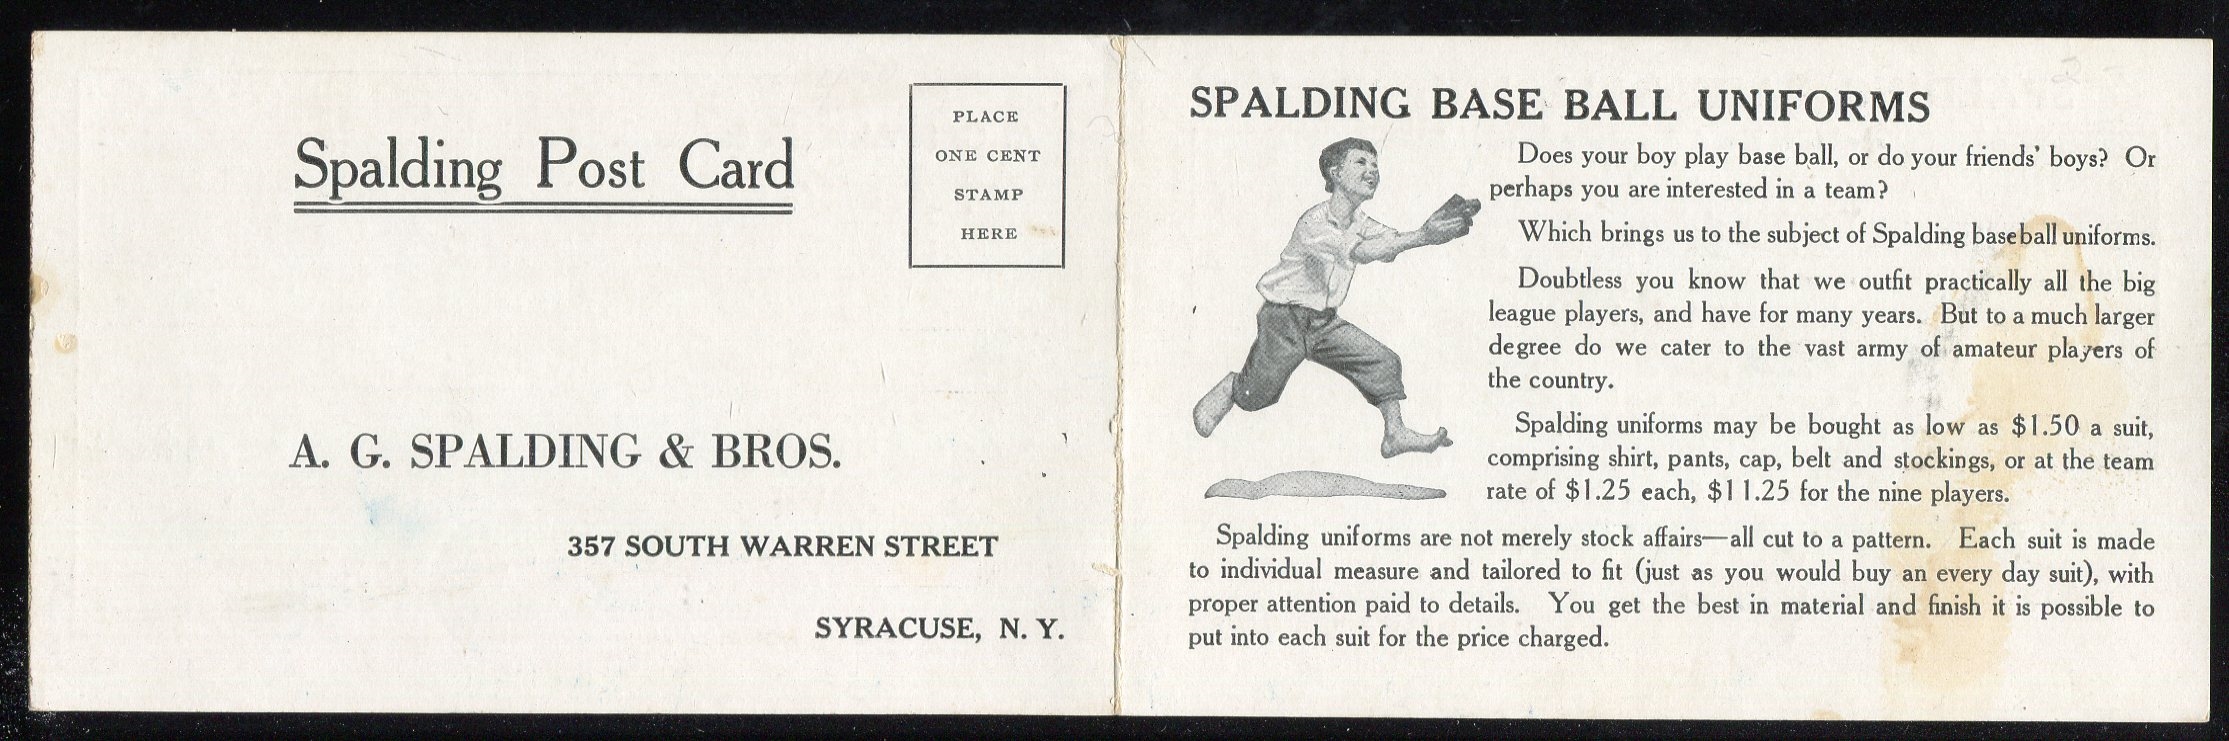 Spalding Post Card
PLACE
ONE CENT
STAMP
HERE
A. G. SPALDING & BROS.
357 SOUTH WARREN STREET
SYRACUSE, N. Y.
SPALDING BASE BALL UNIFORMS
Does your boy play base ball, or do your friends' boys? Or
perhaps you are interested in a team?
Which brings us to the subject of Spalding baseball uniforms.
Doubtless you know that we outfit practically all the big
league players, and have for many years. But to a much larger
degree do we cater to the vast army of amateur players of
the country.
Spalding uniforms may be bought as low as $1.50 a suit,
comprising shirt, pants, cap, belt and stockings, or at the team
rate of $1.25 each, $11.25 for the nine players.
Spalding uniforms are not merely stock affairs—all cut to a pattern. Each suit is made
to individual measure and tailored to fit (just as you would buy an every day suit), with
proper attention paid to details. You get the best in material and finish it is possible to
put into each suit for the price charged.